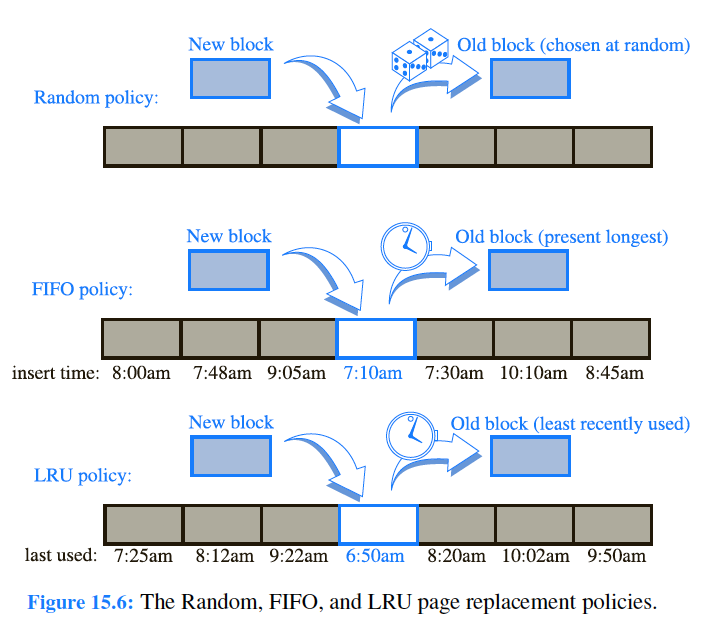 New block
Old block (chosen at random)
Random policy:
New block
Old block (present longest)
FIFO policy:
insert time: 8:00am 7:48am 9:05am 7:10am 7:30am 10:10am 8:45am
New block
Old block (least recently used)
LRU policy:
last used: 7:25am 8:12am 9:22am 6:50am 8:20am 10:02am 9:50am
Figure 15.6: The Random, FIFO, and LRU page replacement policies.